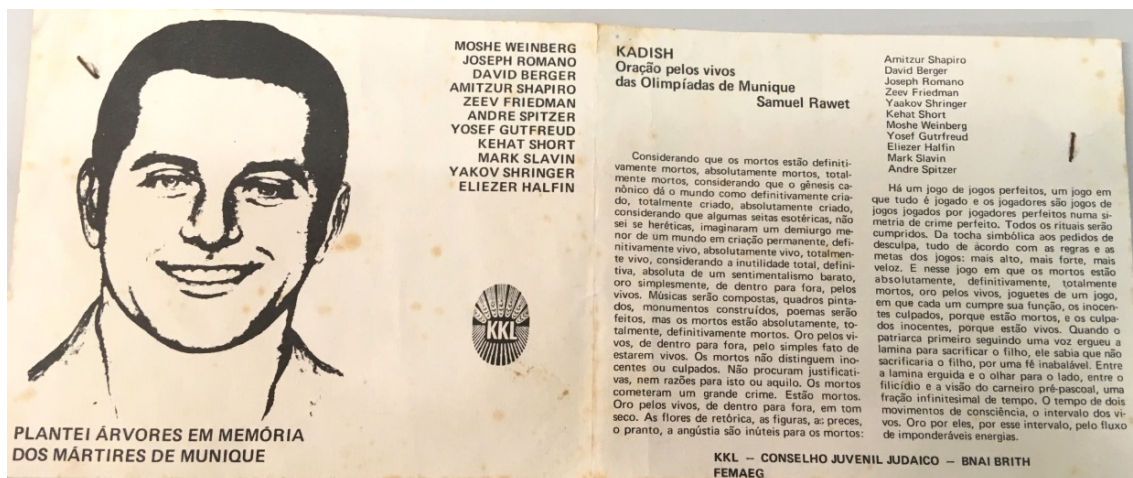 MOSHE WEINBERG
JOSEPH ROMANO
DAVID BERGER
AMITZUR SHAPIRO
ZEEV FRIEDMAN
ANDRE SPITZER
YOSEF GUTFREUD
KEHAT SHORT
MARK SLAVIN
YAKOV SHRINGER
ELIEZER HALFIN
KKL
PLANTEI ÁRVORES EM MEMÓRIA
DOS MÁRTIRES DE MUNIQUE
KADISH
Oração pelos vivos
das Olimpíadas de Munique
Samuel Rawet
Considerando que os mortos estão definiti-
vamente mortos, absolutamente mortos, total-
mente mortos, considerando que o gênesis ca-
nônico dá o mundo como definitivamente cria-
do, totalmente criado, absolutamente criado,
considerando que algumas seitas esotéricas, não
sei se heréticas, imaginaram um demiurgo me-
nor de um mundo em criação permanente, defi-
nitivamente vivo, absolutamente vivo, totalmen-
te vivo, considerando a inutilidade total, defini-
tiva, absoluta de um sentimentalismo barato,
oro simplesmente, de dentro para fora, pelos
vivos. Músicas serão compostas, quadros pinta-
dos, monumentos construídos, poemas serão
feitos, mas os mortos estão absolutamente, to-
talmente, definitivamente mortos. Oro pelos vi-
vos, de dentro para fora, pelo simples fato de
estarem vivos. Os mortos não distinguem ino-
centes ou culpados. Não procuram justificati-
vas, nem razões para isto ou aquilo. Os mortos
cometeram um grande crime. Estão mortos.
Oro pelos vivos, de dentro para fora, em tom
seco. As flores de retórica, as figuras, as preces,
o pranto, a angústia são inúteis para os mortos:
Amitzur Shapiro
David Berger
Joseph Romano
Zeev Friedman
Yaakov Shringer
Kehat Short
Moshe Weinberg
Yosef Gutrfreud
Eliezer Halfin
Mark Slavin
Andre Spitzer
Há um jogo de jogos perfeitos, um jogo em
que tudo é jogado e os jogadores são jogos de
jogos jogados por jogadores perfeitos numa si-
metria de crime perfeito. Todos os rituais serão
cumpridos. Da tocha simbólica aos pedidos de
desculpa, tudo de acordo com as regras e as
metas dos jogos: mais alto, mais forte, mais
veloz. E nesse jogo em que os mortos estão
absolutamente, definitivamente, totalmente
mortos, oro pelos vivos, joguetes de um jogo,
em que cada um cumpre sua função, os inocen-
tes culpados, porque estão mortos, e os culpa-
dos inocentes, porque estão vivos. Quando o
patriarca primeiro seguindo uma voz ergueu a
lamina para sacrificar o filho, ele sabia que não
sacrificaria o filho, por uma fé inabalável. Entre
a lamina erguida e o olhar para o lado, entre o
filicídio e a visão do carneiro pré-pascoal, uma
fração infinitesimal de tempo. O tempo de dois
movimentos de consciência, o intervalo dos vi-
vos. Oro por eles, por esse intervalo, pelo fluxo
de imponderáveis energias.
KKL – CONSELHO JUVENIL JUDAICO – BNAI BRITH
FEMAEG